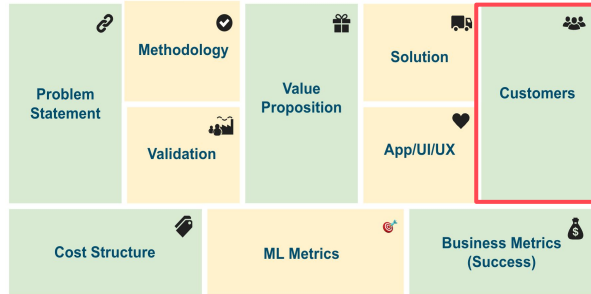 Problem
Statement
Methodology
Validation
Value
Proposition
Solution
App/UI/UX
Customers
Cost Structure
ML Metrics
Business Metrics
(Success)
$